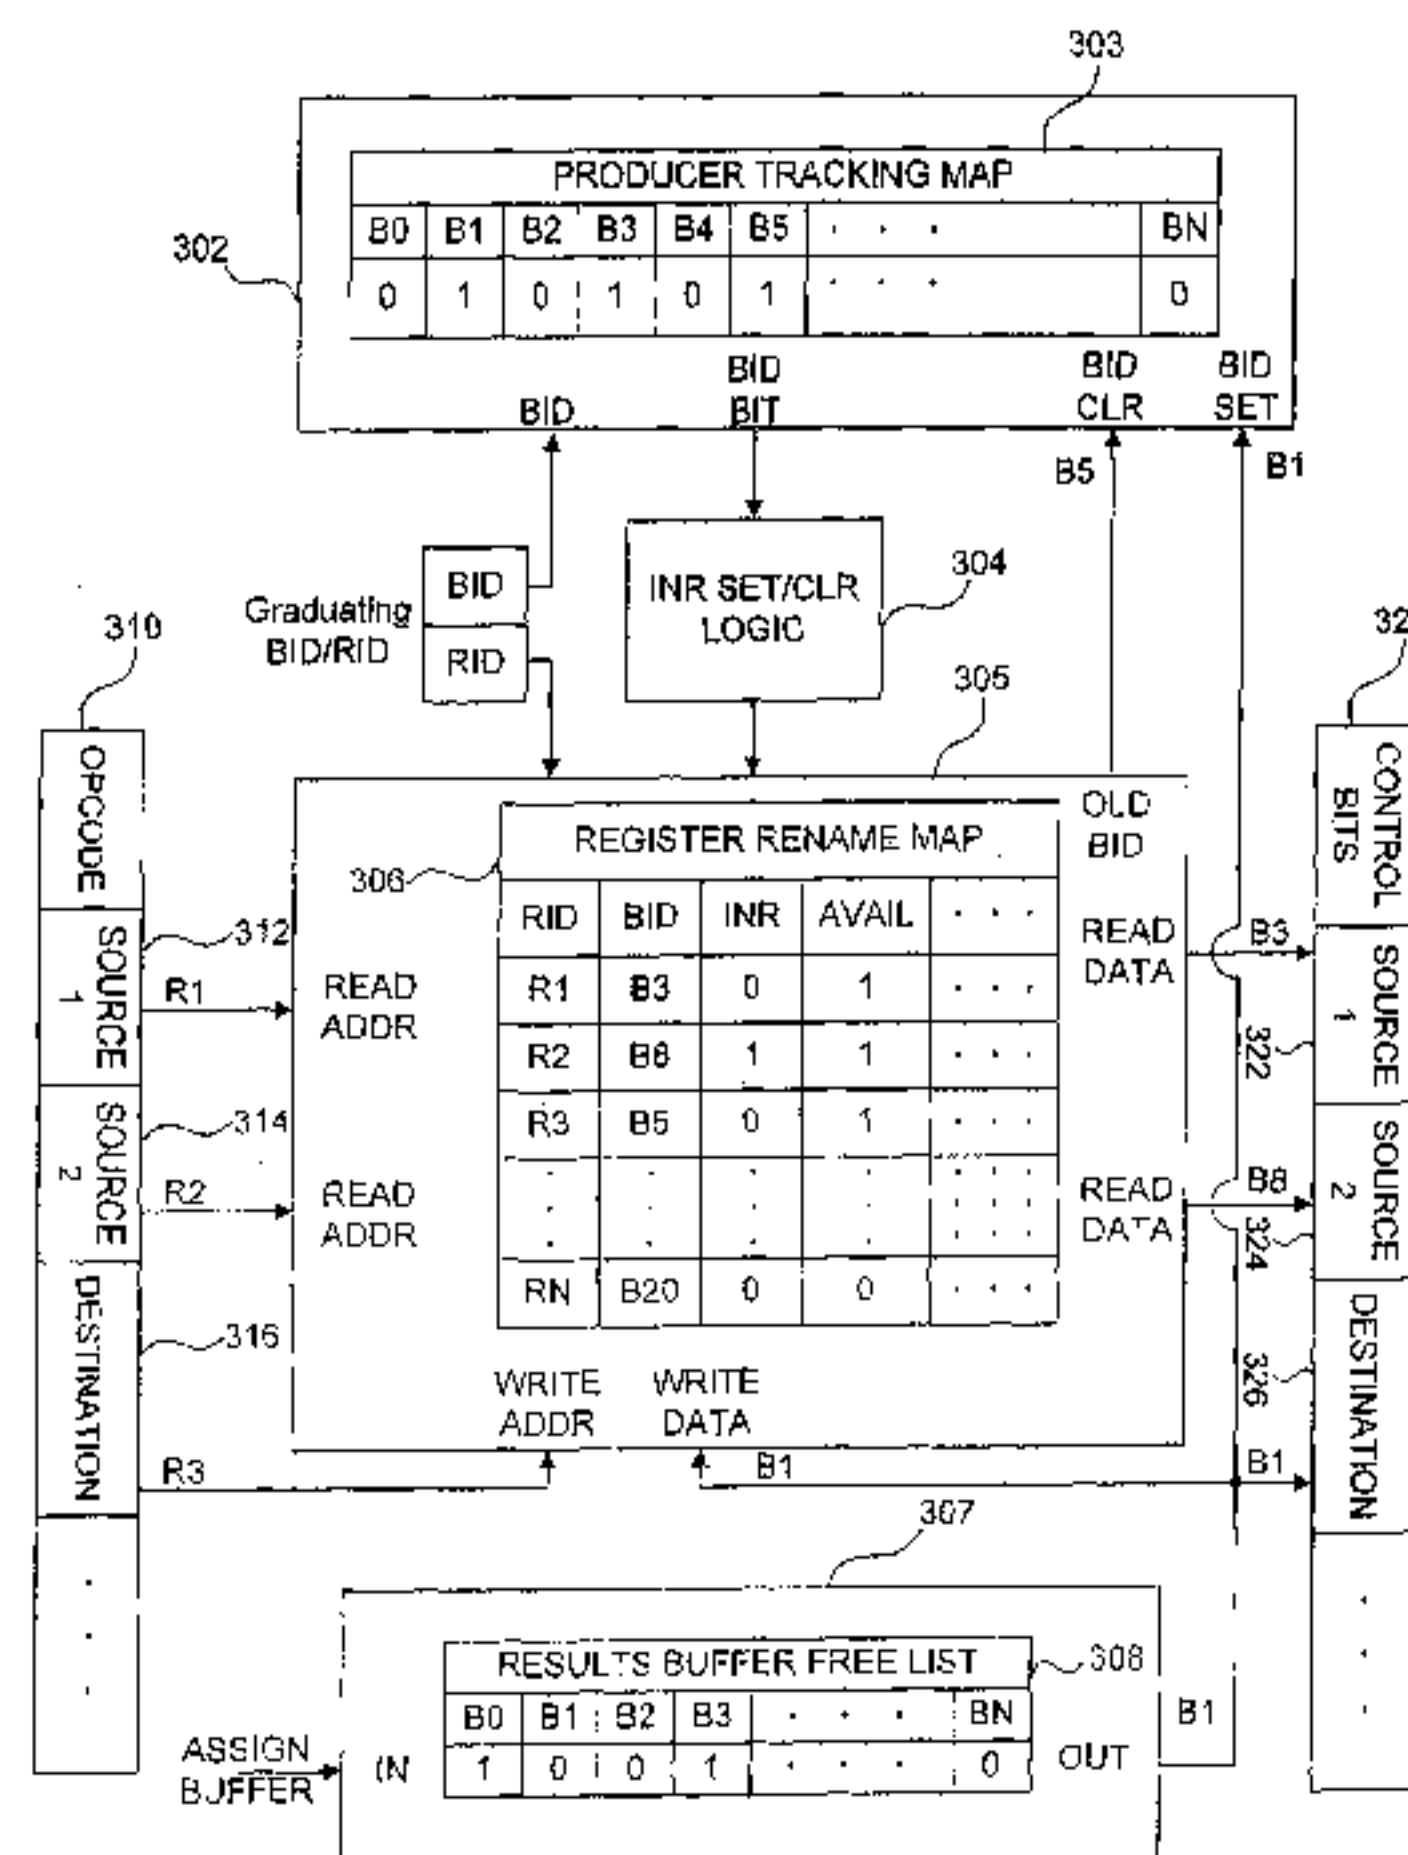 303
PRODUCER TRACKING MAP
B0 B1 B2 B3 B4 B5 . . . BN
302
0 1 0 1 0 1 . . . 0
BID
BID BIT
BID CLR
BID SET
B5
B1
BID
RID
Graduating
BID/RID
INR SET/CLR
LOGIC
304
305
310
32
OPCODE
SOURCE
1
SOURCE
2
DESTINATION
. . .
312
314
316
R1
R2
R3
READ
ADDR
READ
ADDR
OLD
BID
REGISTER RENAME MAP
306
RID BID INR AVAIL . . .
R1 B3 0 1 . . .
R2 B8 1 1 . . .
R3 B5 0 1 . . .
. . . . . . .
. . . . . . .
. . . . . . .
RN B20 0 0 . . .
READ
DATA
READ
DATA
WRITE
ADDR
WRITE
DATA
B1
B3
B8
B1
322
324
326
CONTROL
BITS
SOURCE
1
SOURCE
2
DESTINATION
. . .
307
RESULTS BUFFER FREE LIST
308
B0 B1 B2 B3 . . . BN
1 0 0 1 . . . 0
ASSIGN
BUFFER
IN
OUT
B1